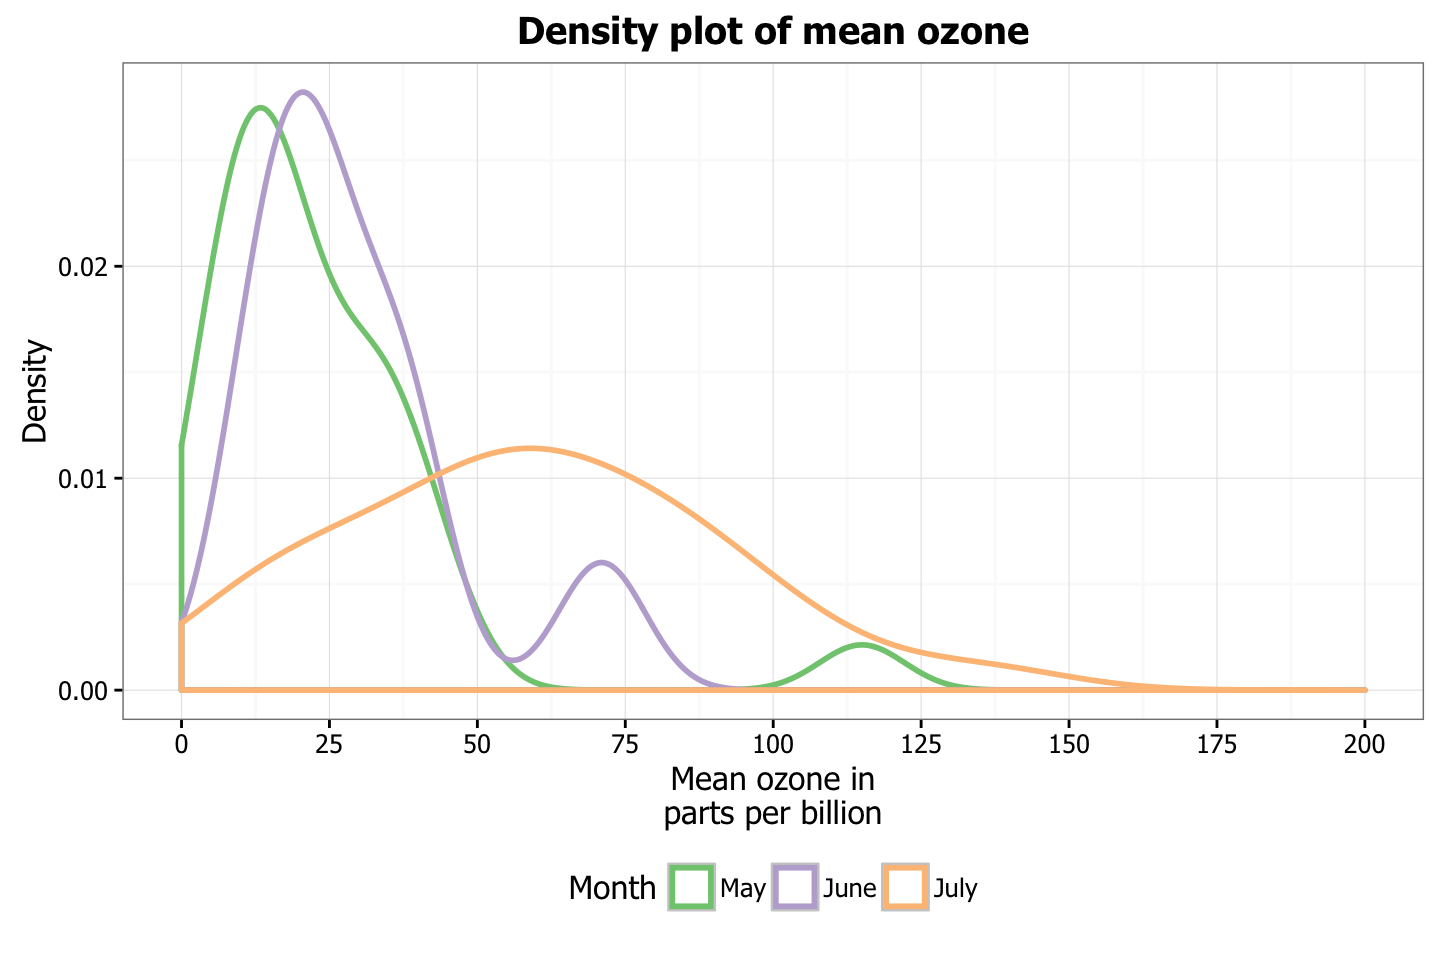 Density plot of mean ozone
Density
0.02
0.01
0.00
0 25 50 75 100 125 150 175 200
Mean ozone in
parts per billion
Month May June July